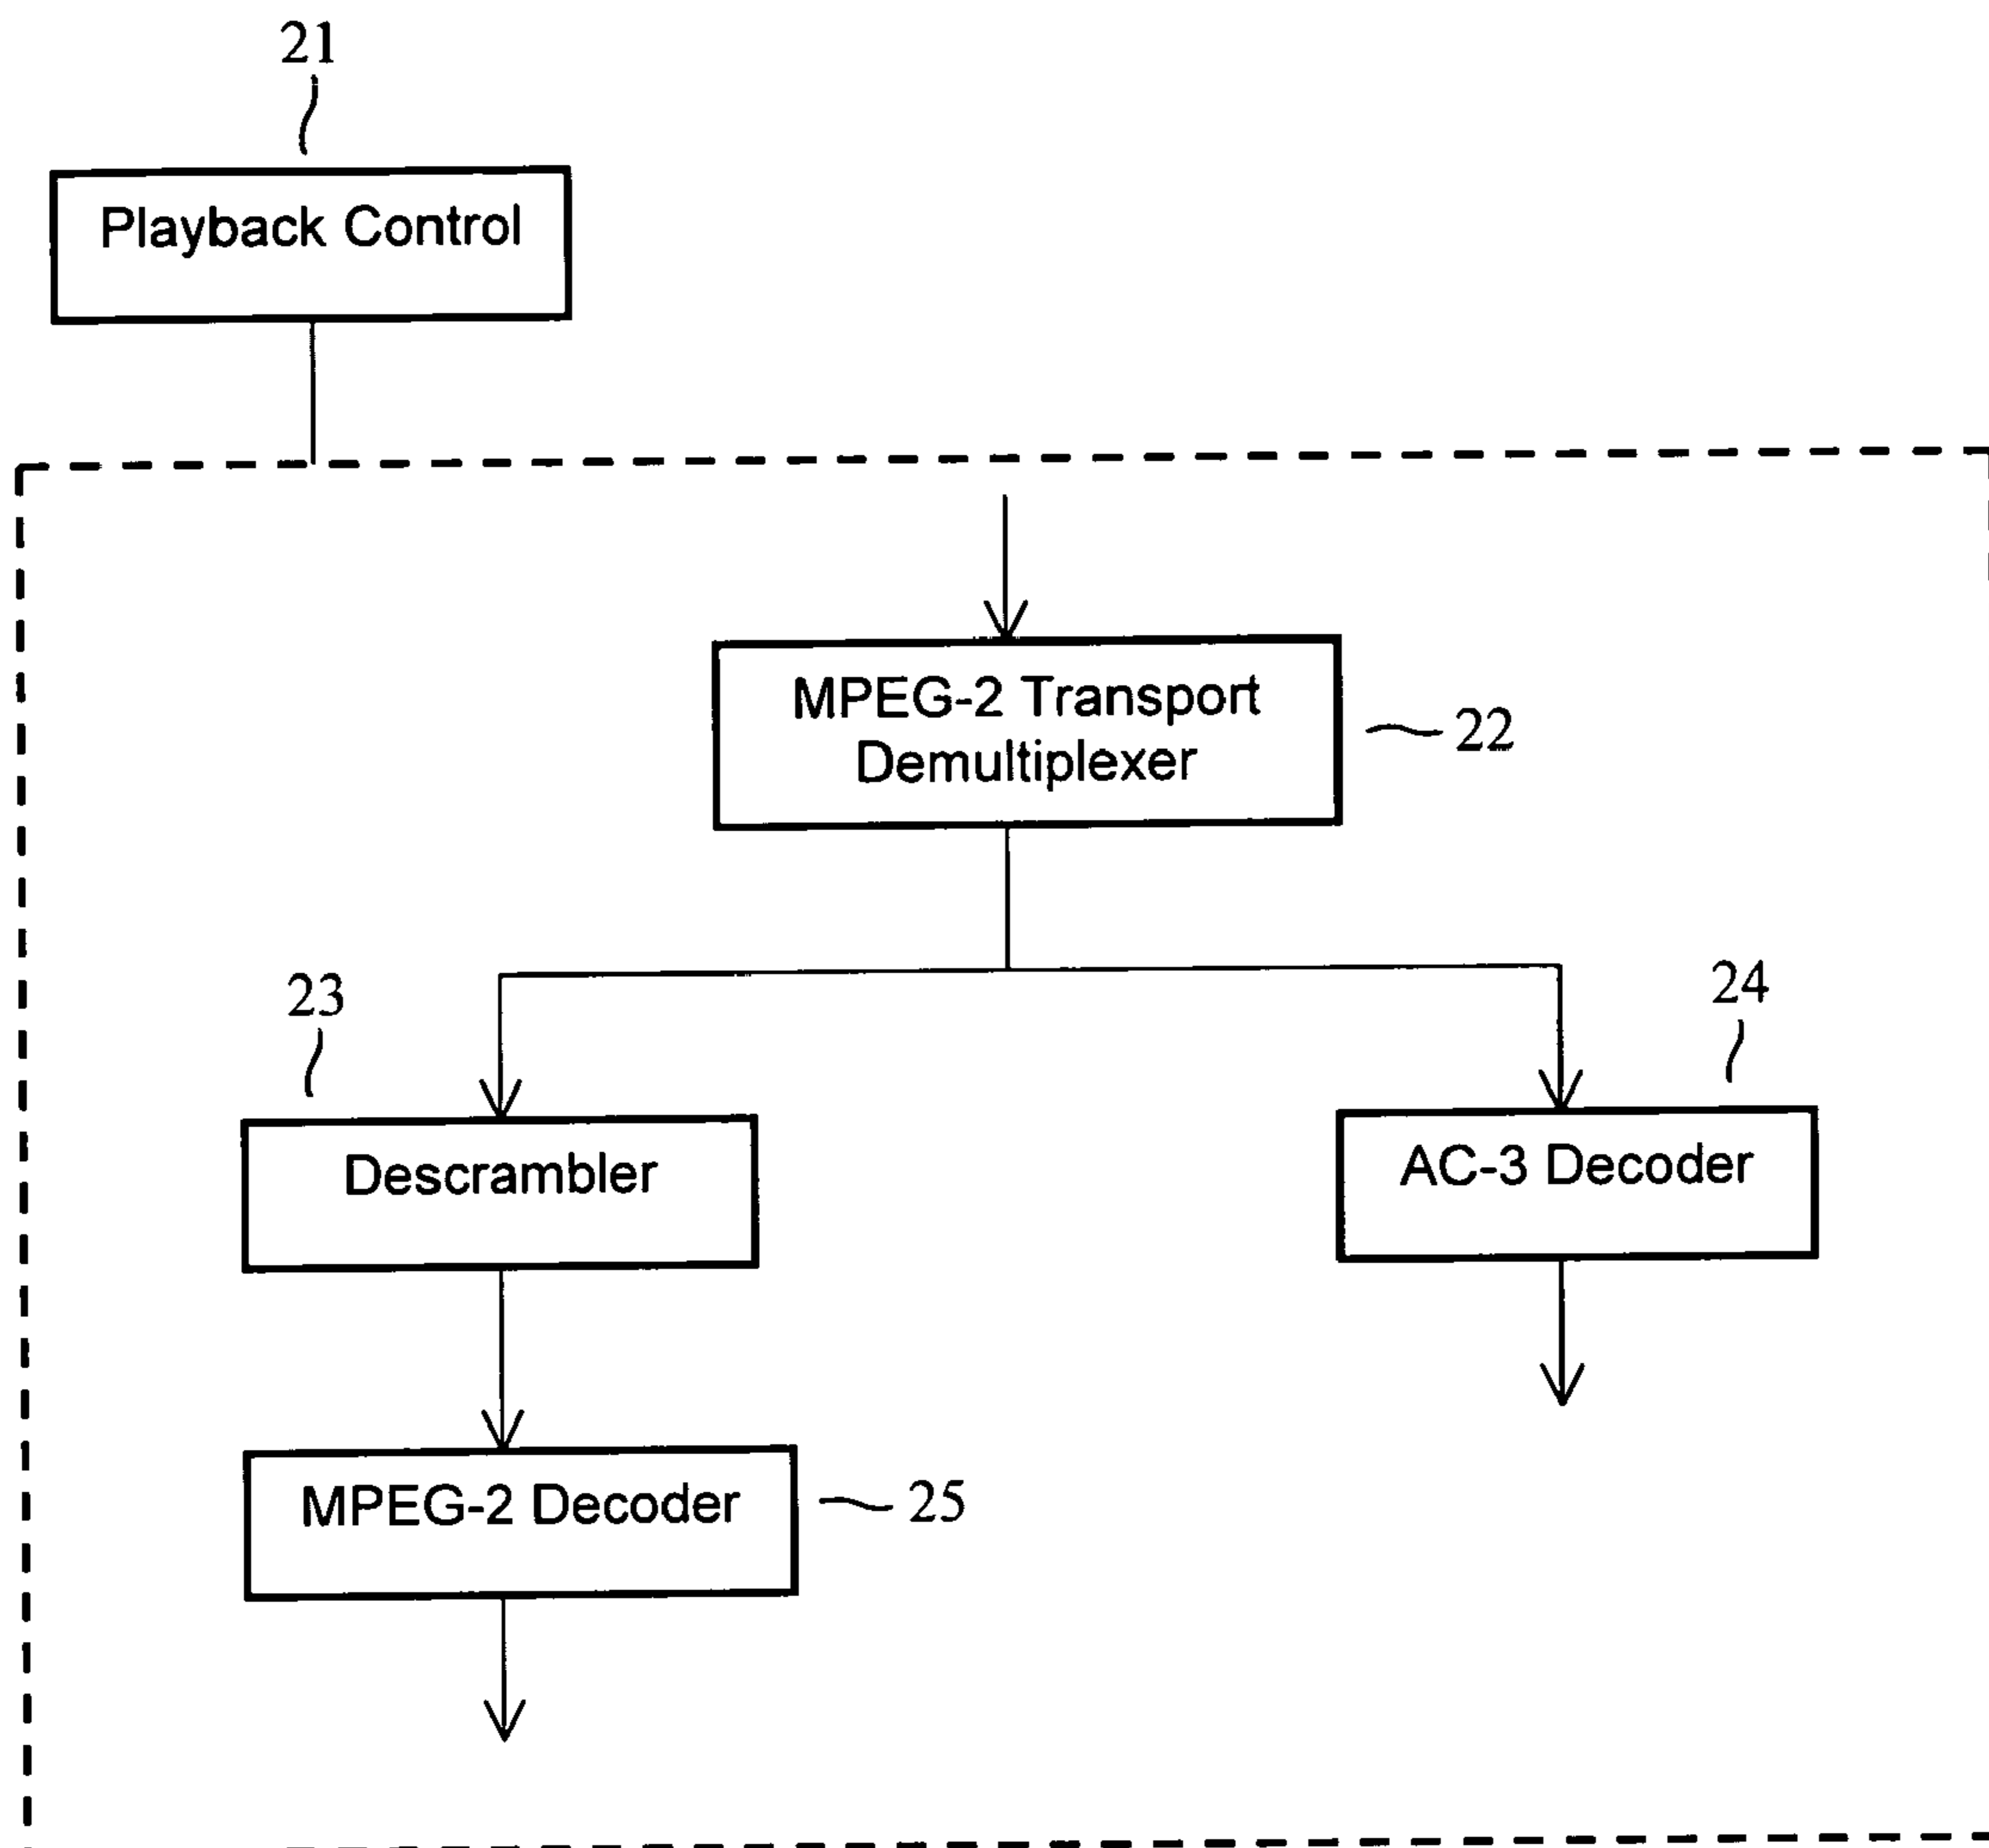 21
Playback Control
MPEG-2 Transport
Demultiplexer
22
23
24
Descrambler
AC-3 Decoder
MPEG-2 Decoder
25